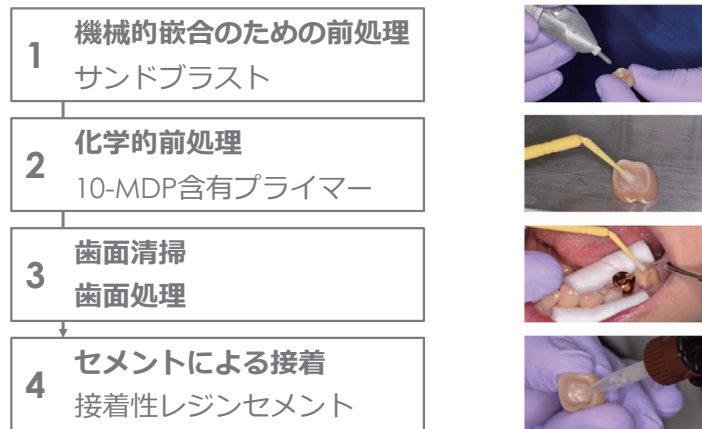 1
機械的嵌合のための前処理
サンドブラスト
2
化学的前処理
10-MDP含有プライマー
3
歯面清掃
歯面処理
4
セメントによる接着
接着性レジンセメント